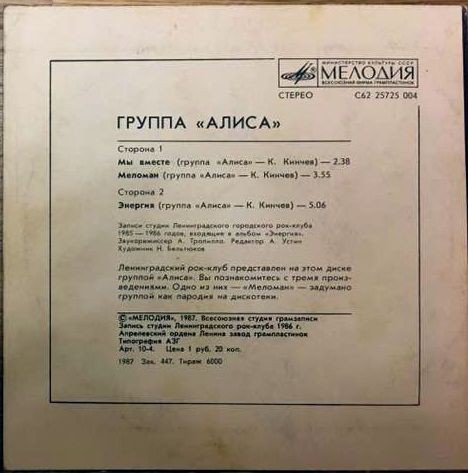 МИНИСТЕРСТВО КУЛЬТУРЫ СССР
МЕЛОДИЯ
ВСЕСОЮЗНАЯ ФИРМА ГРАМПЛАСТИНОК
СТЕРЕО С62 25725 004
ГРУППА «АЛИСА»
Сторона 1
Мы вместе (группа «Алиса» — К. Кинчев) — 2.38
Меломан (группа «Алиса» — К. Кинчев) — 3.55
Сторона 2
Энергия (группа «Алиса» — К. Кинчев) — 5.06
Записи студии Ленинградского городского рок-клуба
1985 — 1986 годов, входящие в альбом «Энергия».
Звукорежиссер А. Тропилло. Редактор А. Устин
Художник Н. Бельтюков
Ленинградский рок-клуб представлен на этом диске
группой «Алиса». Вы познакомитесь с тремя произ-
ведениями. Одно из них — «Меломан» — задумано
группой как пародия на дискотеки.
© «МЕЛОДИЯ», 1987. Всесоюзная студия грамзаписи
Запись студии Ленинградского рок-клуба 1986 г.
Апрелевский ордена Ленина завод грампластинок
Типография АЗГ
Арт. 10-4. Цена 1 руб. 20 коп.
1987 Зак. 447. Тираж 6000